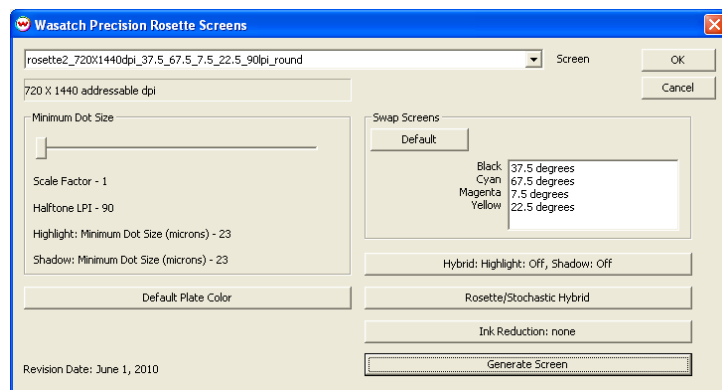 Wasatch Precision Rosette Screens
rosette2_720X1440dpi_37.5_67.5_7.5_22.5_90lpi_round
Screen
OK
720 X 1440 addressable dpi
Cancel
Minimum Dot Size
Scale Factor - 1
Halftone LPI - 90
Highlight: Minimum Dot Size (microns) - 23
Shadow: Minimum Dot Size (microns) - 23
Default Plate Color
Swap Screens
Default
Black 37.5 degrees
Cyan 67.5 degrees
Magenta 7.5 degrees
Yellow 22.5 degrees
Hybrid: Highlight: Off, Shadow: Off
Rosette/Stochastic Hybrid
Ink Reduction: none
Generate Screen
Revision Date: June 1, 2010